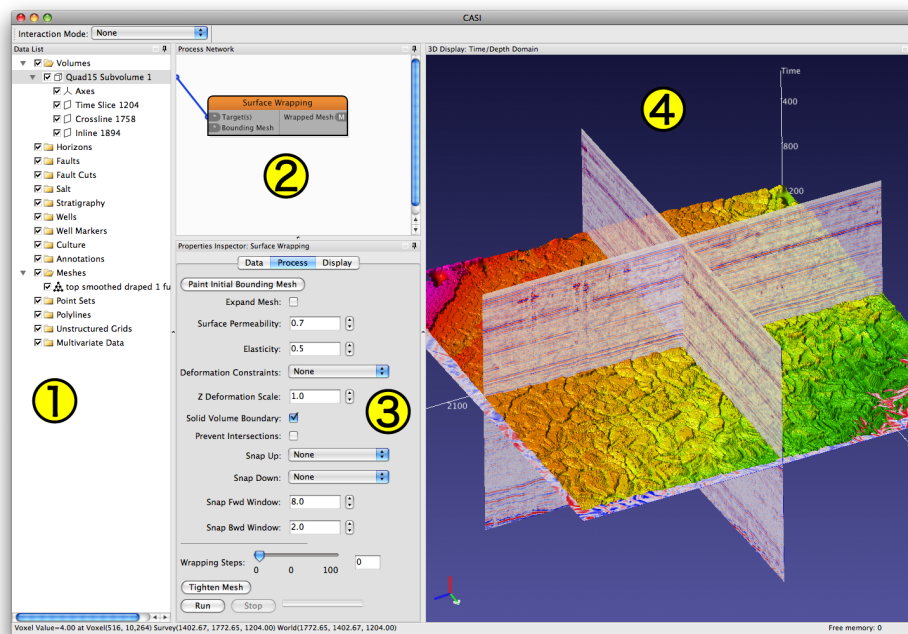 CASI
Interaction Mode: None
Data List
Volumes
Quad15 Subvolume 1
Axes
Time Slice 1204
Crossline 1758
Inline 1894
Horizons
Faults
Fault Cuts
Salt
Stratigraphy
Wells
Well Markers
Culture
Annotations
Meshes
top smoothed draped 1 fu
Point Sets
Polylines
Unstructured Grids
Multivariate Data
1
Process Network
Surface Wrapping
Target(s) Wrapped Mesh M
Bounding Mesh
2
Properties Inspector: Surface Wrapping
Data Process Display
Paint Initial Bounding Mesh
Expand Mesh:
Surface Permeability: 0.7
Elasticity: 0.5
Deformation Constraints: None
Z Deformation Scale: 1.0
3
Solid Volume Boundary:
Prevent Intersections:
Snap Up: None
Snap Down: None
Snap Fwd Window: 8.0
Snap Bwd Window: 2.0
Wrapping Steps: 0
0 0 100
Tighten Mesh
Run Stop
3D Display: Time/Depth Domain
Time
400
4
800
200
2100
Voxel Value=4.00 at Voxel(516, 10,264) Survey(1402.67, 1772.65, 1204.00) World(1772.65, 1402.67, 1204.00)
Free memory: 0